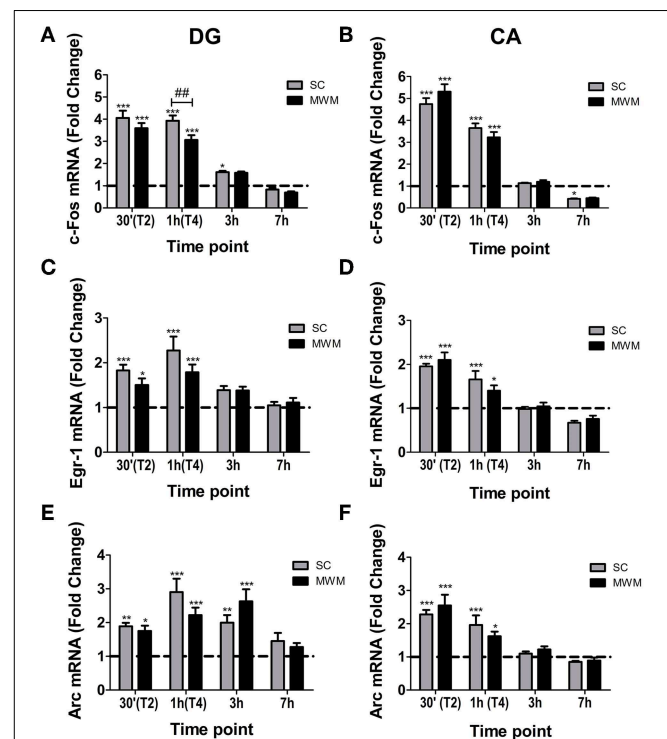 A DG
c-Fos mRNA (Fold Change)
6
5
4
3
2
1
0
*** *** *** ## *** *
SC
MWM
30'(T2) 1h(T4) 3h 7h
Time point
B CA
c-Fos mRNA (Fold Change)
6
5
4
3
2
1
0
*** *** *** *** *
SC
MWM
30'(T2) 1h(T4) 3h 7h
Time point
C
Egr-1 mRNA (Fold Change)
3
2
1
0
*** * *** ***
SC
MWM
30'(T2) 1h(T4) 3h 7h
Time point
D
Egr-1 mRNA (Fold Change)
3
2
1
0
*** *** *** *
SC
MWM
30' (T2) 1h (T4) 3h 7h
Time point
E
Arc mRNA (Fold Change)
4
3
2
1
0
** * *** *** ** ***
SC
MWM
30'(T2) 1h(T4) 3h 7h
Time point
F
Arc mRNA (Fold Change)
4
3
2
1
0
*** *** *** *
SC
MWM
30'(T2) 1h(T4) 3h 7h
Time point